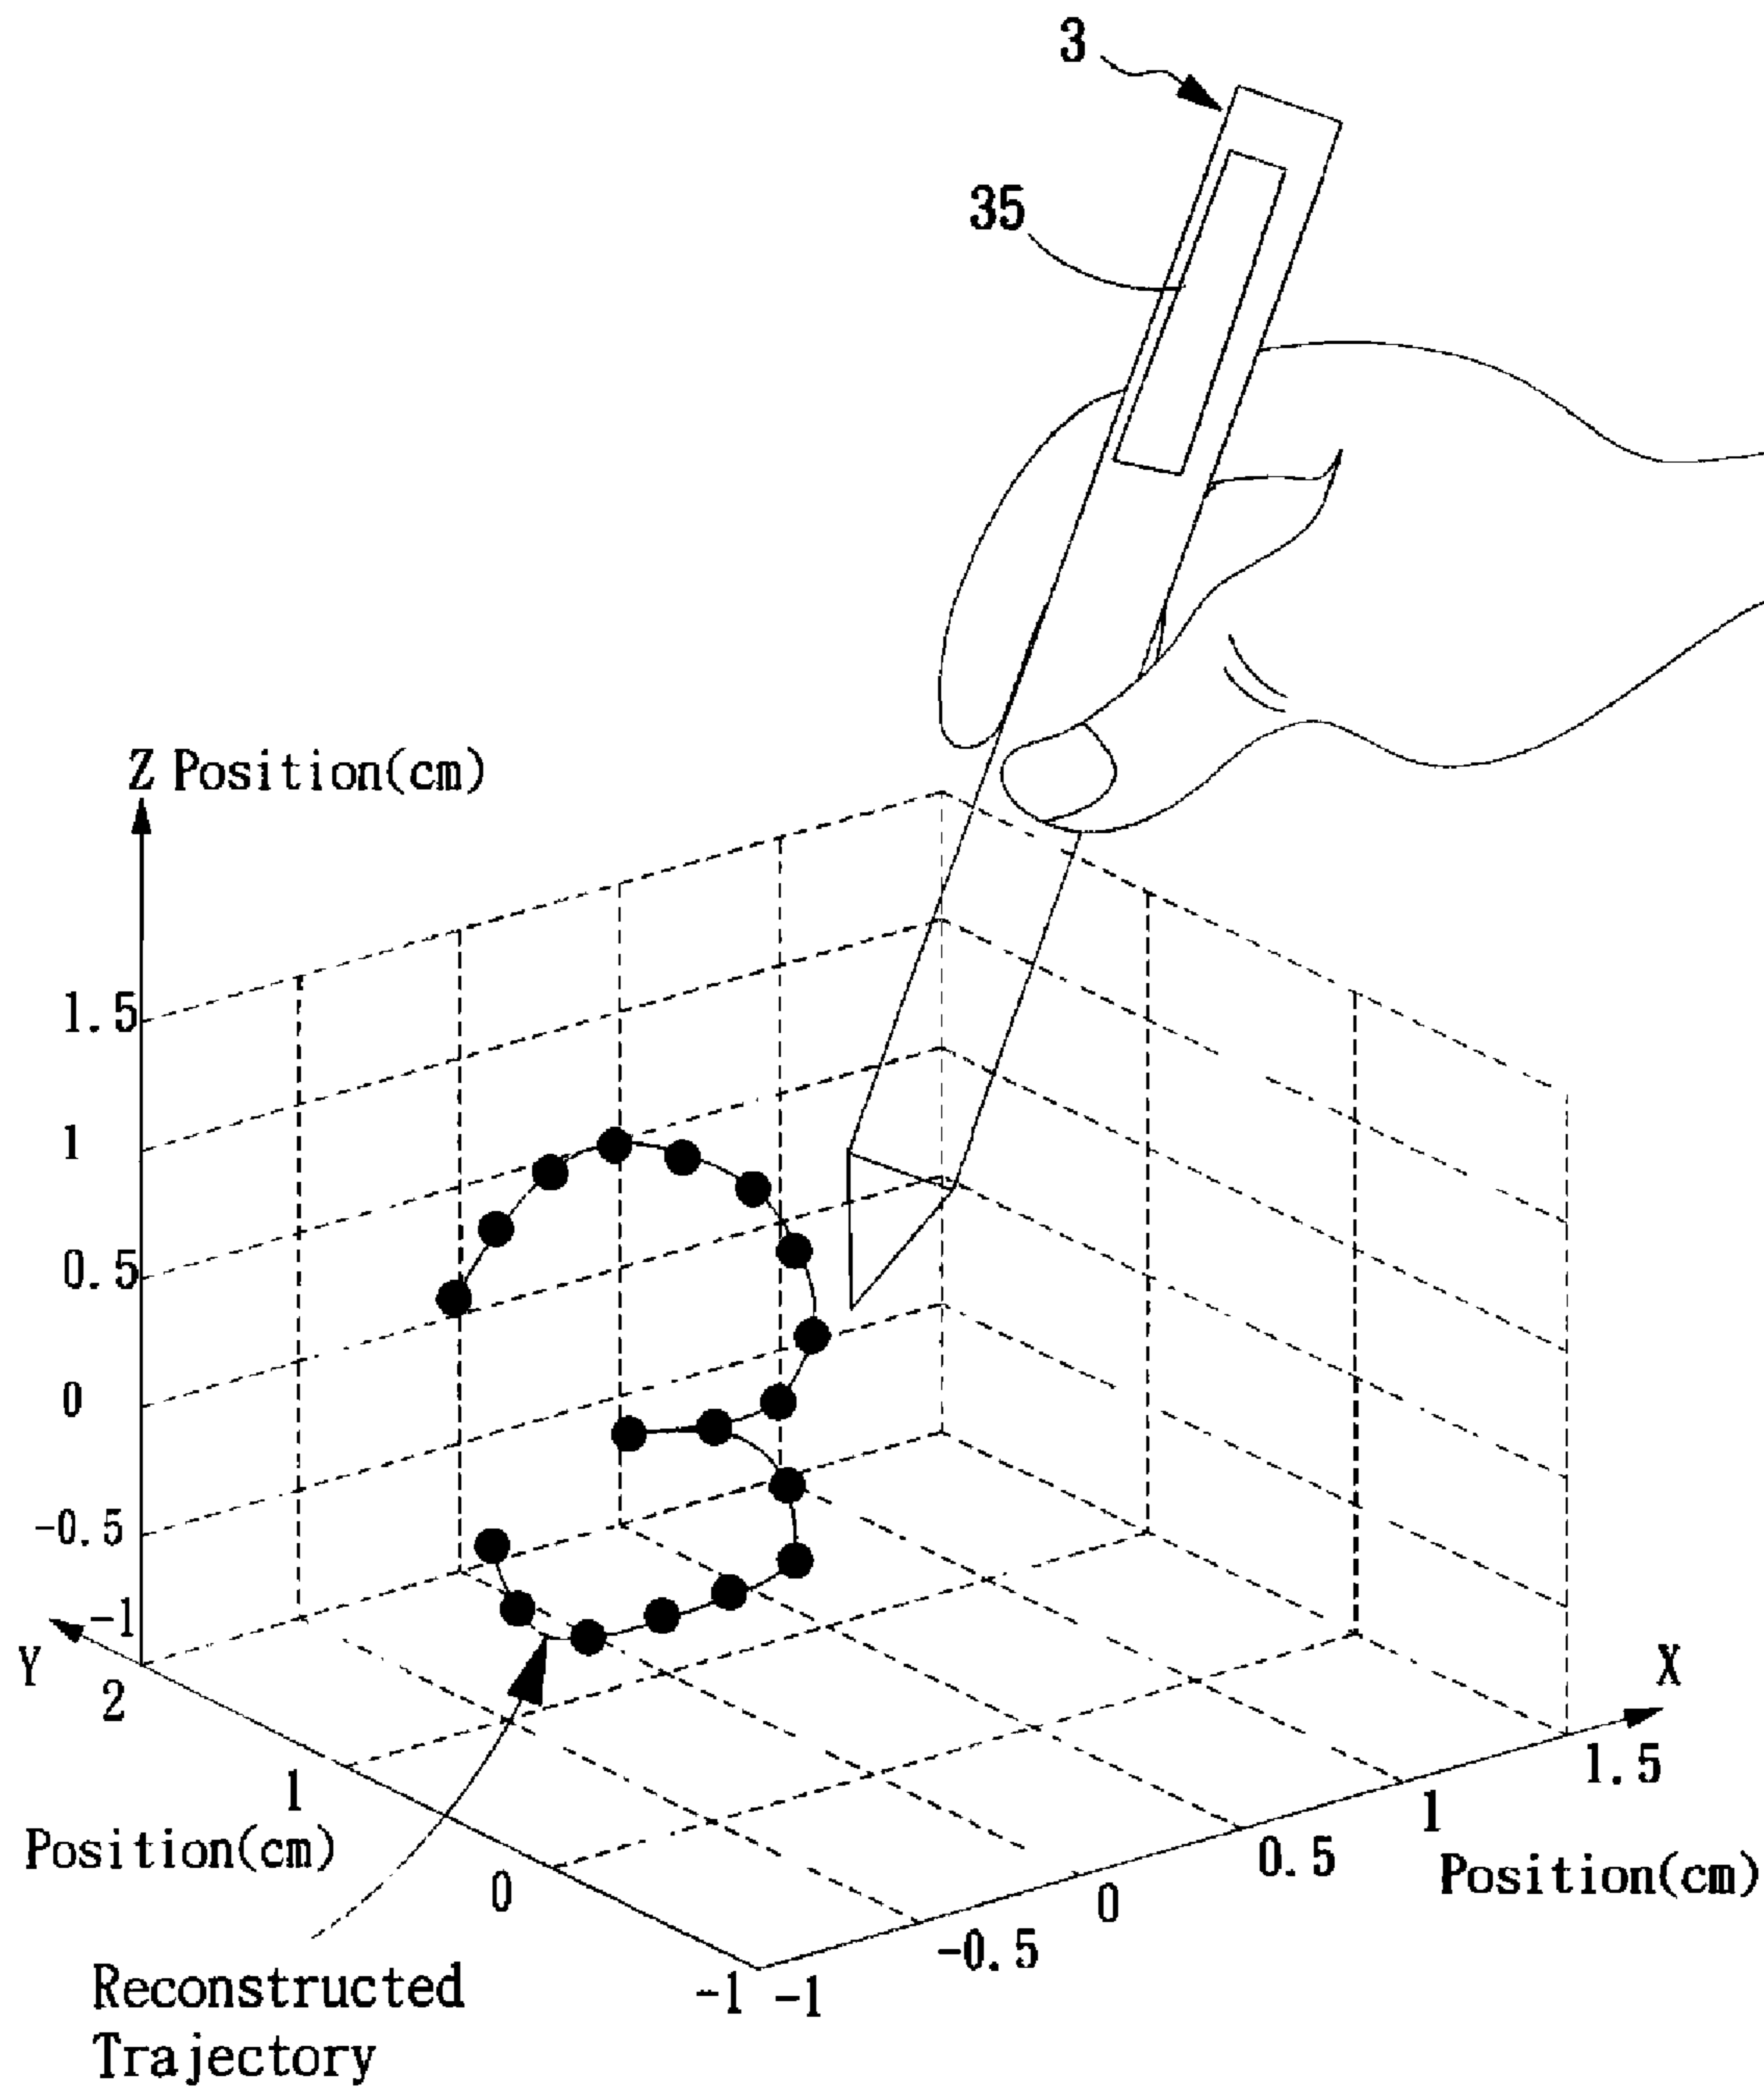 3
35
Z Position(cm)
1.5
1
0.5
0
-0.5
-1
Y
2
1
Position(cm)
0
-1
-1
-0.5
0
0.5
1
1.5
X
Position(cm)
Reconstructed
Trajectory